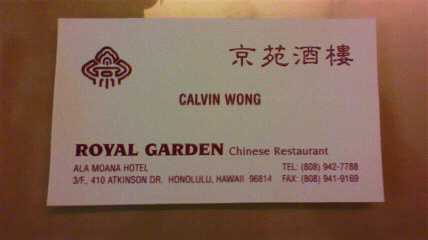 京苑酒樓
CALVIN WONG
ROYAL GARDEN Chinese Restaurant
ALA MOANA HOTEL TEL: (808) 942-7788
3/F., 410 ATKINSON DR. HONOLULU, HAWAII 96814 FAX: (808) 941-9169